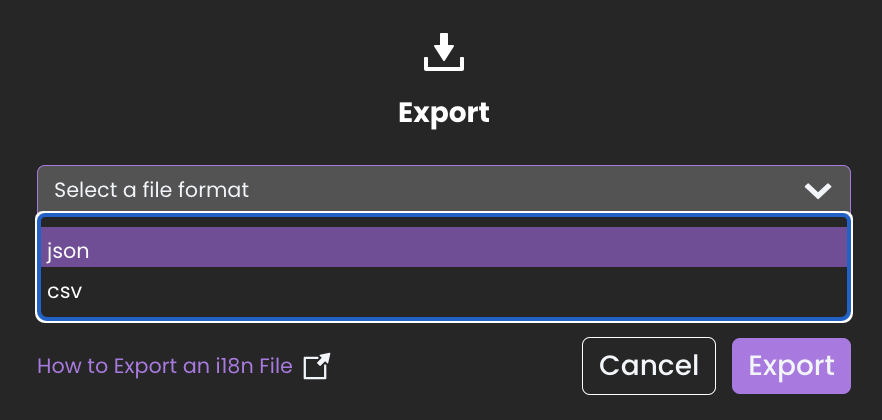 Export
Select a file format
json
csv
How to Export an i18n File
Cancel
Export